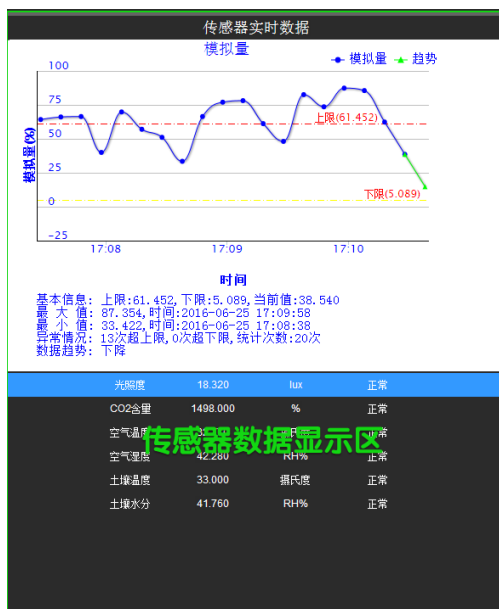 传感器实时数据
模拟量
模拟量 趋势
100
75
50
25
0
-25
模拟量(%)
上限(61.452)
下限(5.089)
17:08 17:09 17:10
时间
基本信息: 上限:61.452,下限:5.089,当前值:38.540
最 大 值: 87.354,时间:2016-06-25 17:09:58
最 小 值: 33.422,时间:2016-06-25 17:08:38
异常情况: 13次超上限,0次超下限,统计次数:20次
数据趋势: 下降
光照度 18.320 lux 正常
CO2含量 1498.000 % 正常
空气温度 正常
传感器数据显示区
空气湿度 42.280 RH% 正常
土壤温度 33.000 摄氏度 正常
土壤水分 41.760 RH% 正常